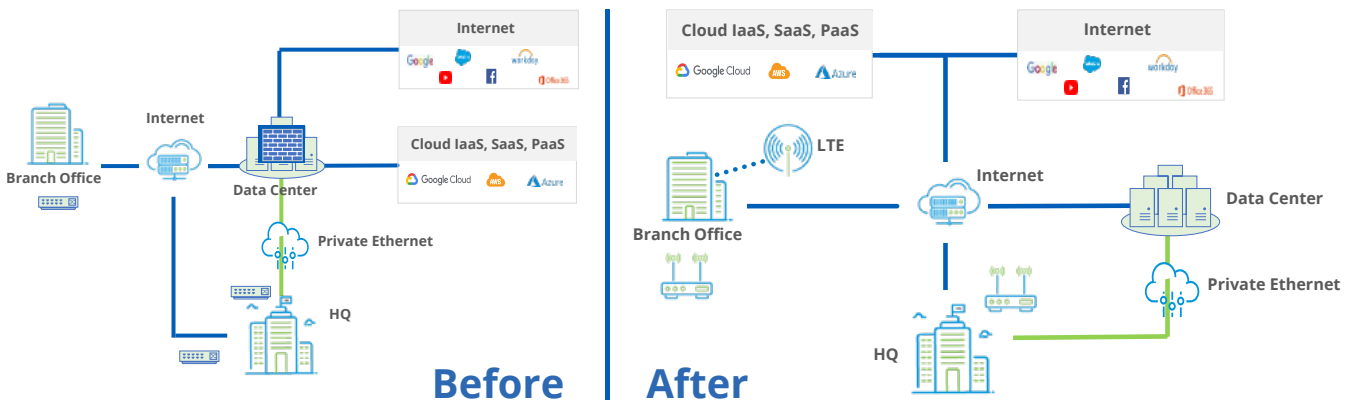 Internet
Google
salesforce
workday
Office 365
Cloud IaaS, SaaS, PaaS
Google Cloud
AWS
Azure
Branch Office
Internet
Data Center
Private Ethernet
HQ
Before
Cloud IaaS, SaaS, PaaS
Google Cloud
AWS
Azure
Internet
Google
salesforce
workday
Office 365
LTE
Branch Office
Internet
Data Center
Private Ethernet
HQ
After